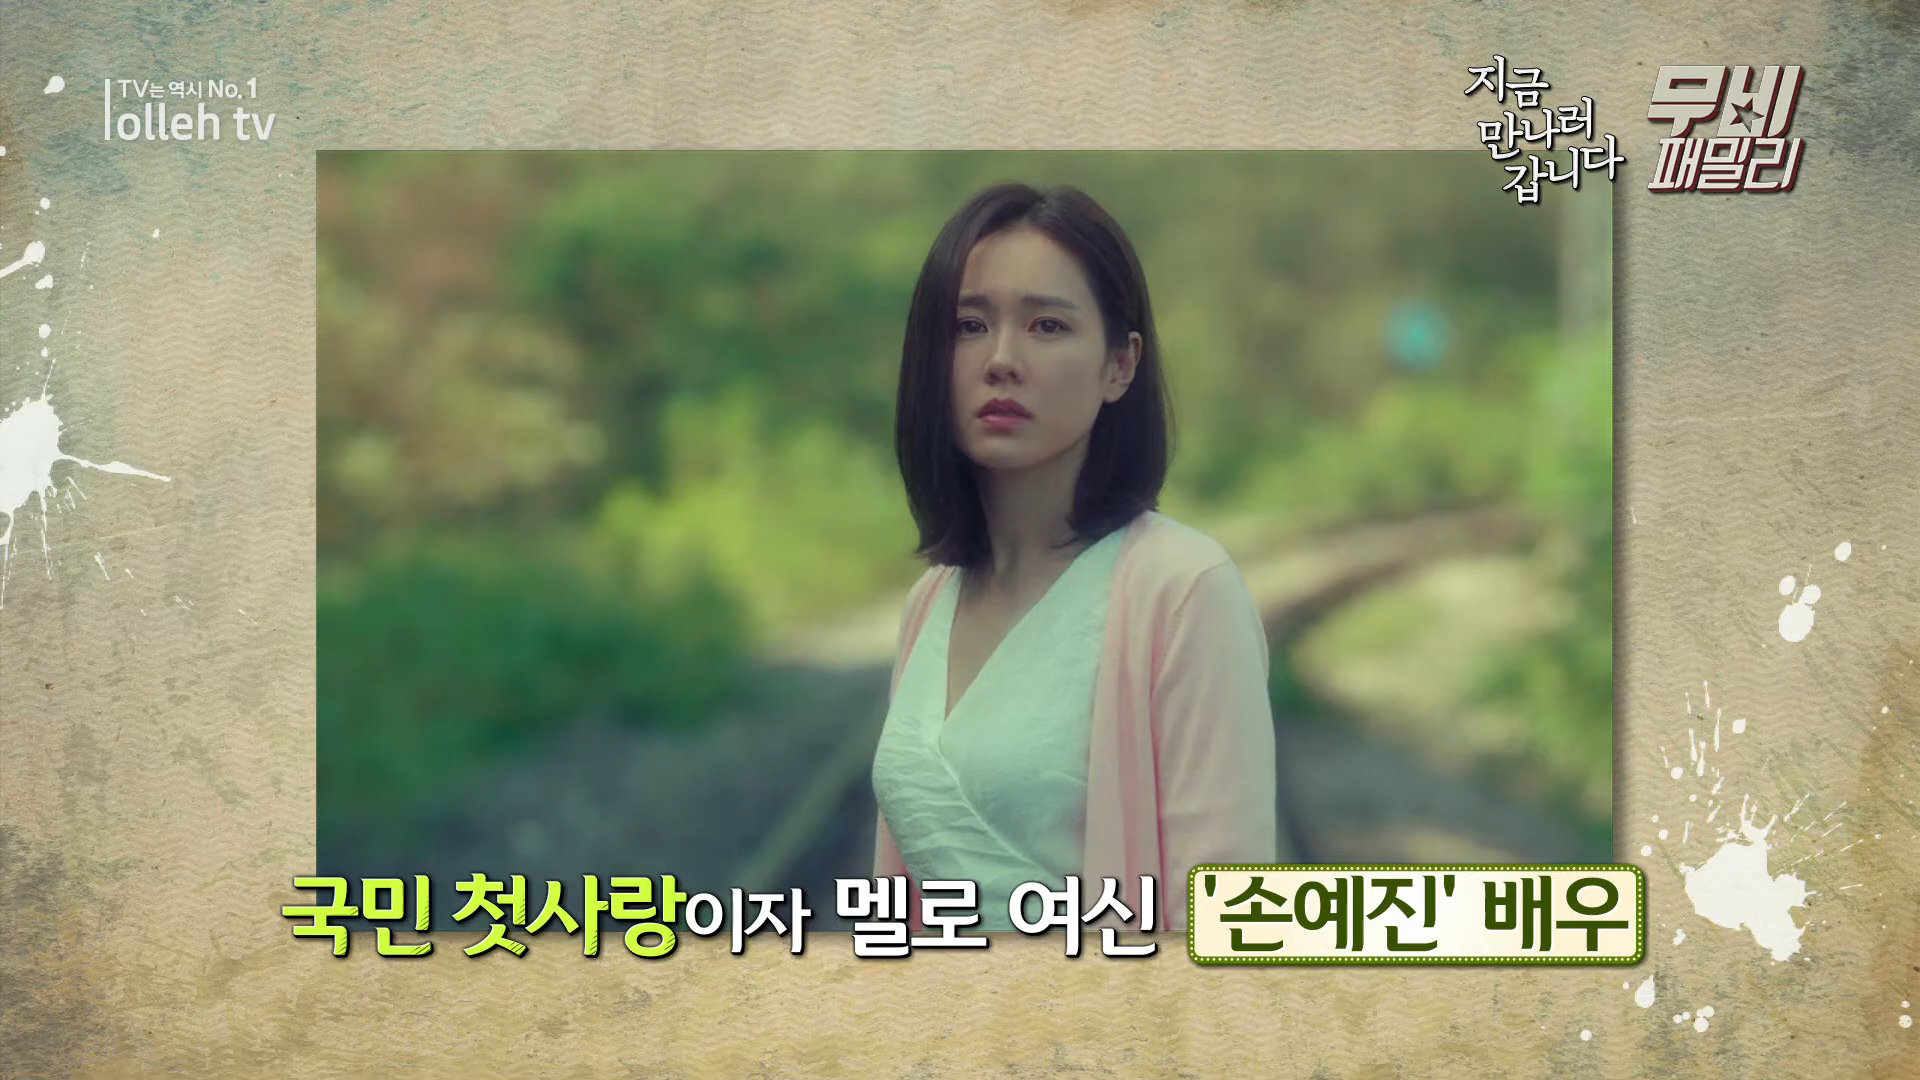 TV는 역시 No.1
olleh tv
지금
만나러
갑니다
무비
패밀리
국민 첫사랑이자 멜로 여신 '손예진' 배우